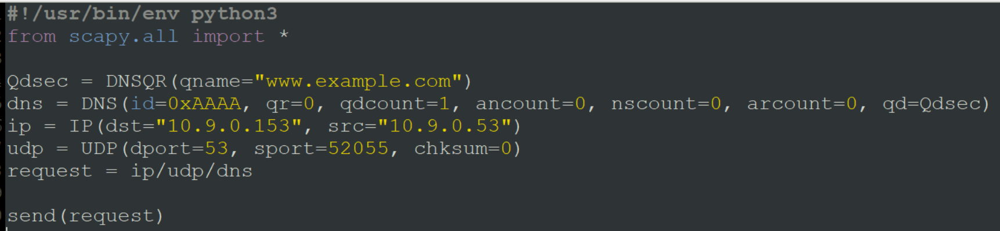 #!/usr/bin/env python3
from scapy.all import *
Qdsec = DNSQR(qname="www.example.com")
dns = DNS(id=0xAAAA, qr=0, qdcount=1, ancount=0, nscount=0, arcount=0, qd=Qdsec)
ip = IP(dst="10.9.0.153", src="10.9.0.53")
udp = UDP(dport=53, sport=52055, chksum=0)
request = ip/udp/dns
send(request)